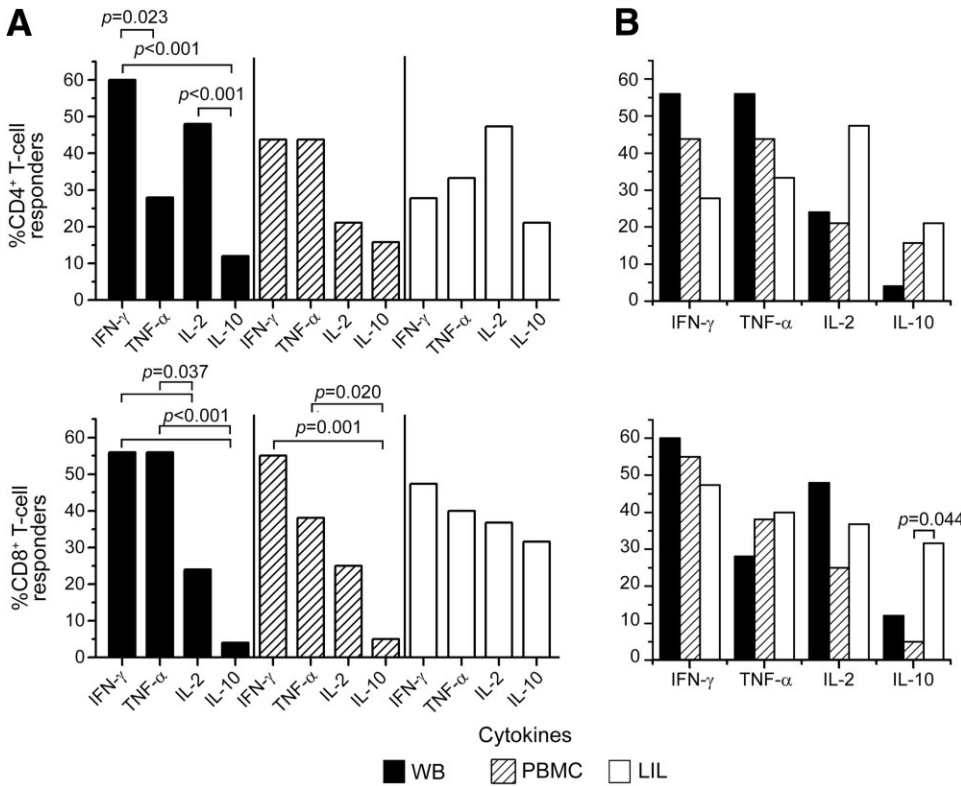 A
p=0.023
p<0.001
p<0.001
60
50
40
30
20
10
0
%CD4+ T-cell
responders
IFN-γ TNF-α IL-2 IL-10 IFN-γ TNF-α IL-2 IL-10 IFN-γ TNF-α IL-2 IL-10
p=0.037
p<0.001
p=0.020
p=0.001
60
50
40
30
20
10
0
%CD8+ T-cell
responders
IFN-γ TNF-α IL-2 IL-10 IFN-γ TNF-α IL-2 IL-10 IFN-γ TNF-α IL-2 IL-10
B
60
50
40
30
20
10
0
IFN-γ TNF-α IL-2 IL-10
60
50
40
30
20
10
0
p=0.044
IFN-γ TNF-α IL-2 IL-10
Cytokines
WB PBMC LIL